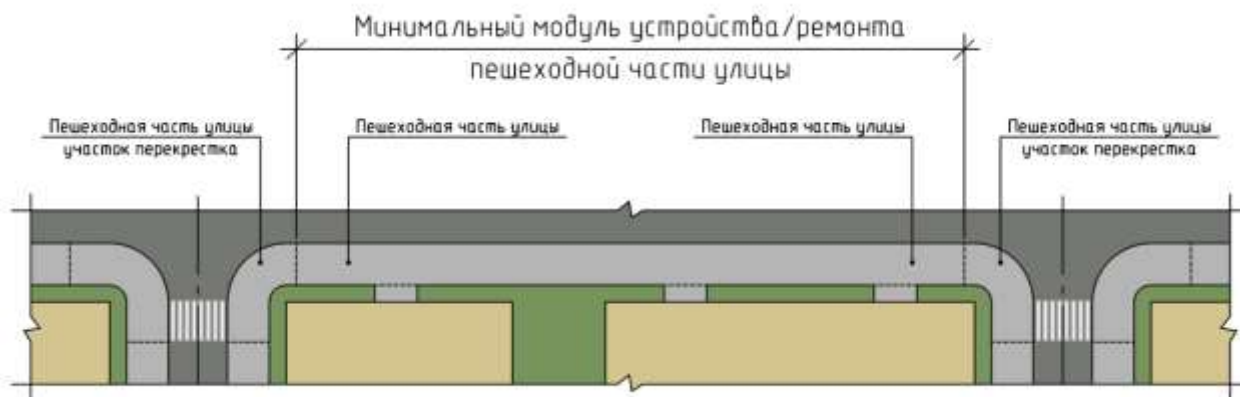 Минимальный модуль устройства/ремонта
пешеходной части улицы
Пешеходная часть улицы
участок перекрестка
Пешеходная часть улицы
Пешеходная часть улицы
Пешеходная часть улицы
участок перекрестка